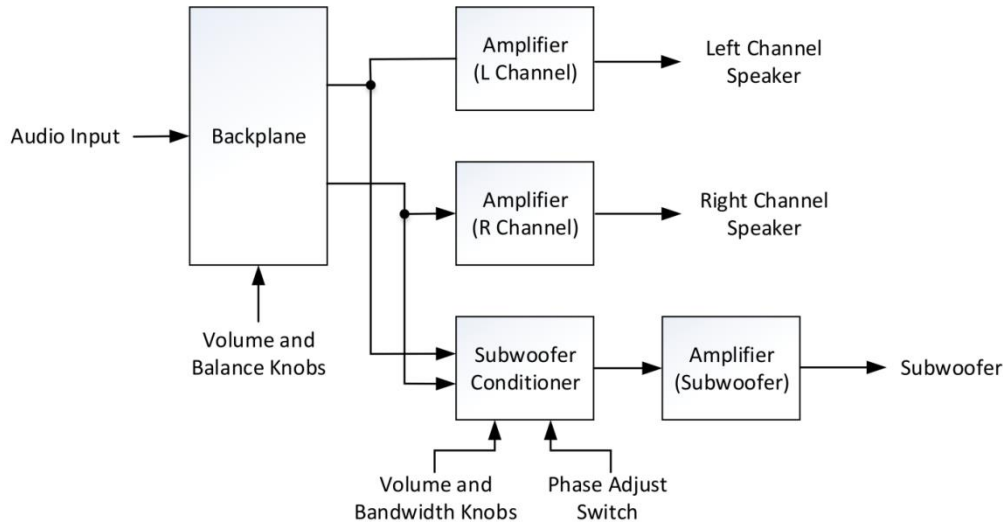 Audio Input
Backplane
Volume and
Balance Knobs
Amplifier
(L Channel)
Left Channel
Speaker
Amplifier
(R Channel)
Right Channel
Speaker
Subwoofer
Conditioner
Amplifier
(Subwoofer)
Subwoofer
Volume and
Bandwidth Knobs
Phase Adjust
Switch